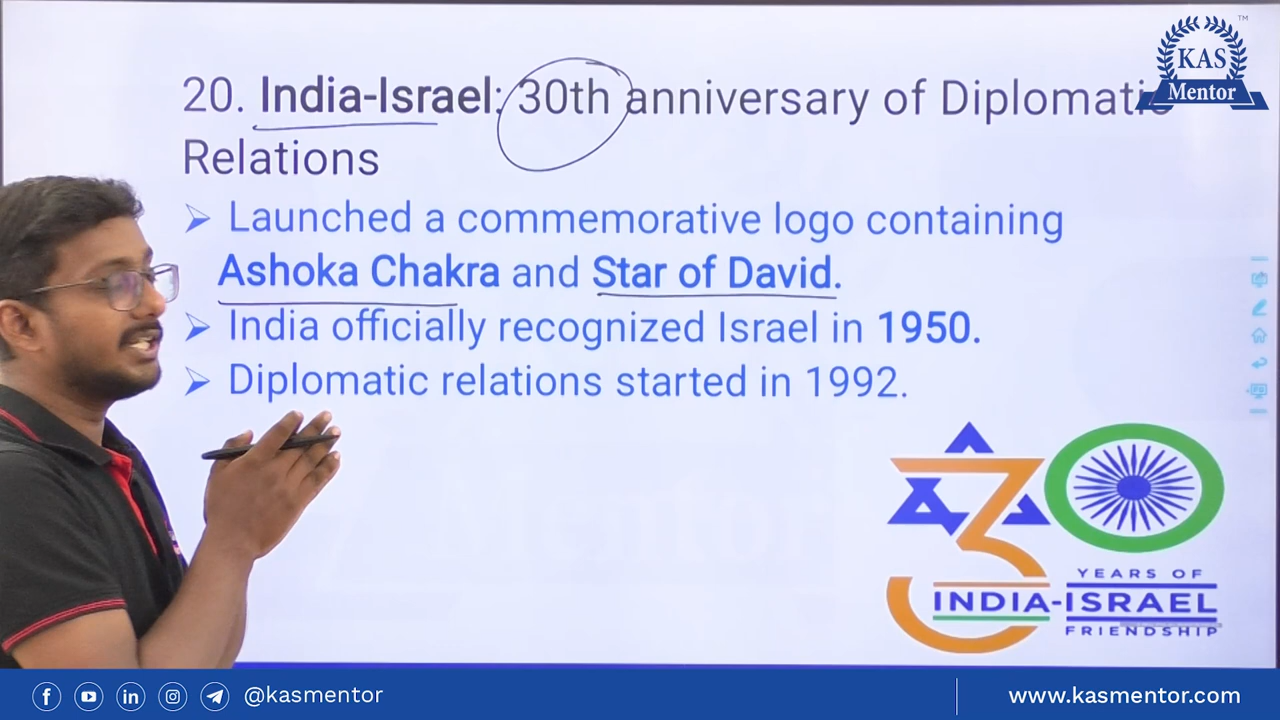 KAS
Mentor
TM
20. India-Israel: 30th anniversary of Diplomatic
Relations
➢ Launched a commemorative logo containing
Ashoka Chakra and Star of David.
➢ India officially recognized Israel in 1950.
➢ Diplomatic relations started in 1992.
30
YEARS OF
INDIA-ISRAEL
FRIENDSHIP
@kasmentor
www.kasmentor.com